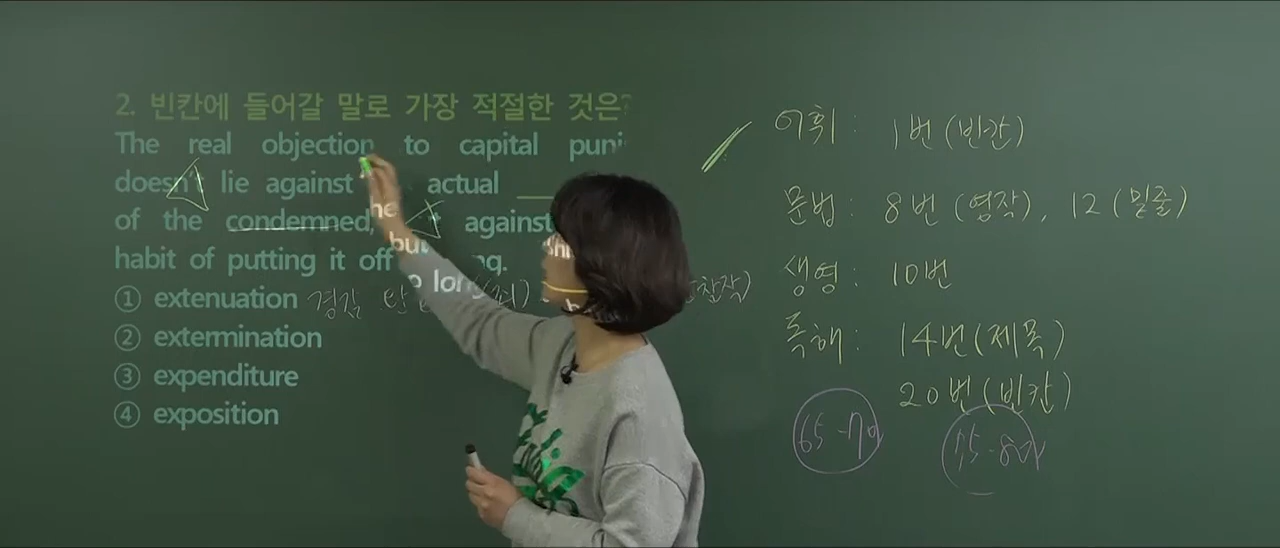 2. 빈칸에 들어갈 말로 가장 적절한 것은?
The real objection to capital
doesn't lie against actual
of the condemned, against
habit of putting it off
① extenuation 경감
② extermination
③ expenditure
④ exposition
어휘 : 1번 (빈칸)
문법 : 8번 (영작), 12 (밑줄)
생영 : 10번
독해 : 14번 (제목)
20번 (빈칸)
65-70